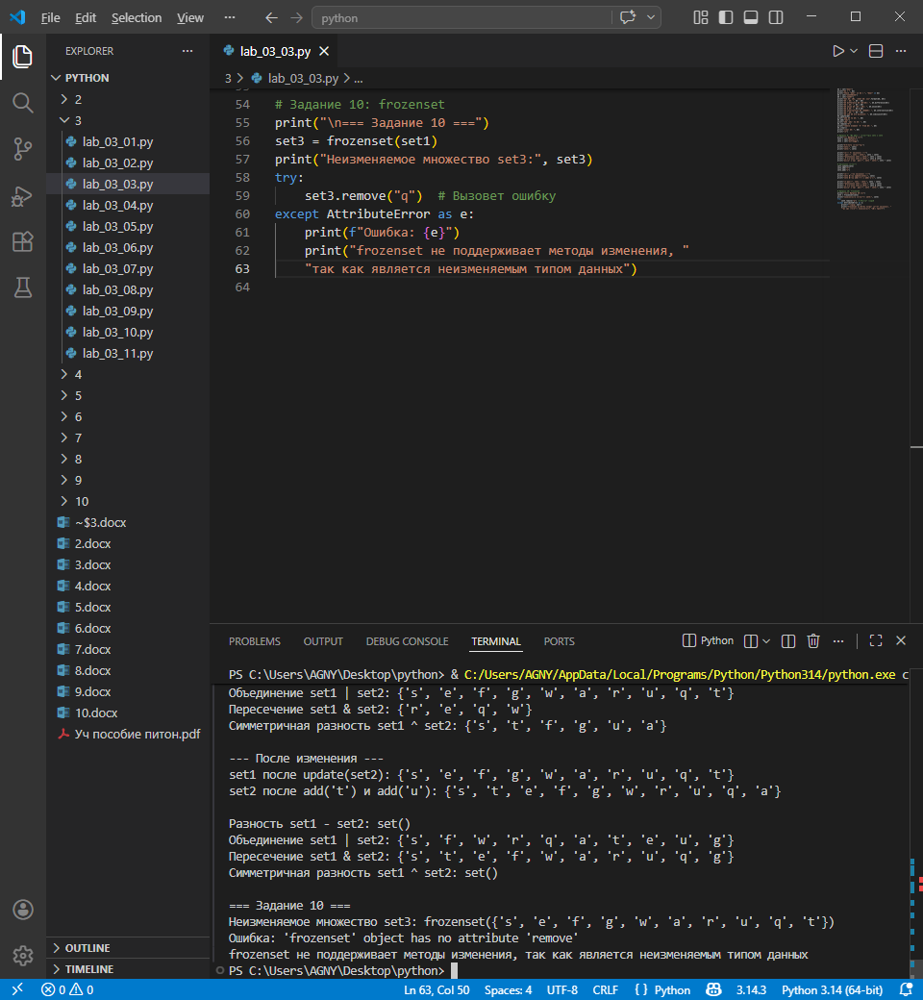 File Edit Selection View ··· python
EXPLORER ···
PYTHON
2
3
lab_03_01.py
lab_03_02.py
lab_03_03.py
lab_03_04.py
lab_03_05.py
lab_03_06.py
lab_03_07.py
lab_03_08.py
lab_03_09.py
lab_03_10.py
lab_03_11.py
4
5
6
7
8
9
10
~$3.docx
2.docx
3.docx
4.docx
5.docx
6.docx
7.docx
8.docx
9.docx
10.docx
Уч пособие питон.pdf
OUTLINE
TIMELINE
lab_03_03.py
3 > lab_03_03.py > ...
54 # Задание 10: frozenset
55 print("\n=== Задание 10 ===")
56 set3 = frozenset(set1)
57 print("Неизменяемое множество set3:", set3)
58 try:
59 set3.remove("q")  # Вызовет ошибку
60 except AttributeError as e:
61 print(f"Ошибка: {e}")
62 print("frozenset не поддерживает методы изменения, "
63 "так как является неизменяемым типом данных")
64
PROBLEMS OUTPUT DEBUG CONSOLE TERMINAL PORTS Python ···
PS C:\Users\AGNY\Desktop\python> & C:/Users/AGNY/AppData/Local/Programs/Python/Python314/python.exe c
Объединение set1 | set2: {'s', 'e', 'f', 'g', 'w', 'a', 'r', 'u', 'q', 't'}
Пересечение set1 & set2: {'r', 'e', 'q', 'w'}
Симметричная разность set1 ^ set2: {'s', 't', 'f', 'g', 'u', 'a'}
--- После изменения ---
set1 после update(set2): {'s', 'e', 'f', 'g', 'w', 'a', 'r', 'u', 'q', 't'}
set2 после add('t') и add('u'): {'s', 't', 'e', 'f', 'g', 'w', 'r', 'u', 'q', 'a'}
Разность set1 - set2: set()
Объединение set1 | set2: {'s', 'f', 'w', 'r', 'q', 'a', 't', 'e', 'u', 'g'}
Пересечение set1 & set2: {'s', 't', 'e', 'f', 'w', 'a', 'r', 'u', 'q', 'g'}
Симметричная разность set1 ^ set2: set()
=== Задание 10 ===
Неизменяемое множество set3: frozenset({'s', 'e', 'f', 'g', 'w', 'a', 'r', 'u', 'q', 't'})
Ошибка: 'frozenset' object has no attribute 'remove'
frozenset не поддерживает методы изменения, так как является неизменяемым типом данных
PS C:\Users\AGNY\Desktop\python>
0 0 Ln 63, Col 50 Spaces: 4 UTF-8 CRLF { } Python 3.14.3 Python 3.14 (64-bit)